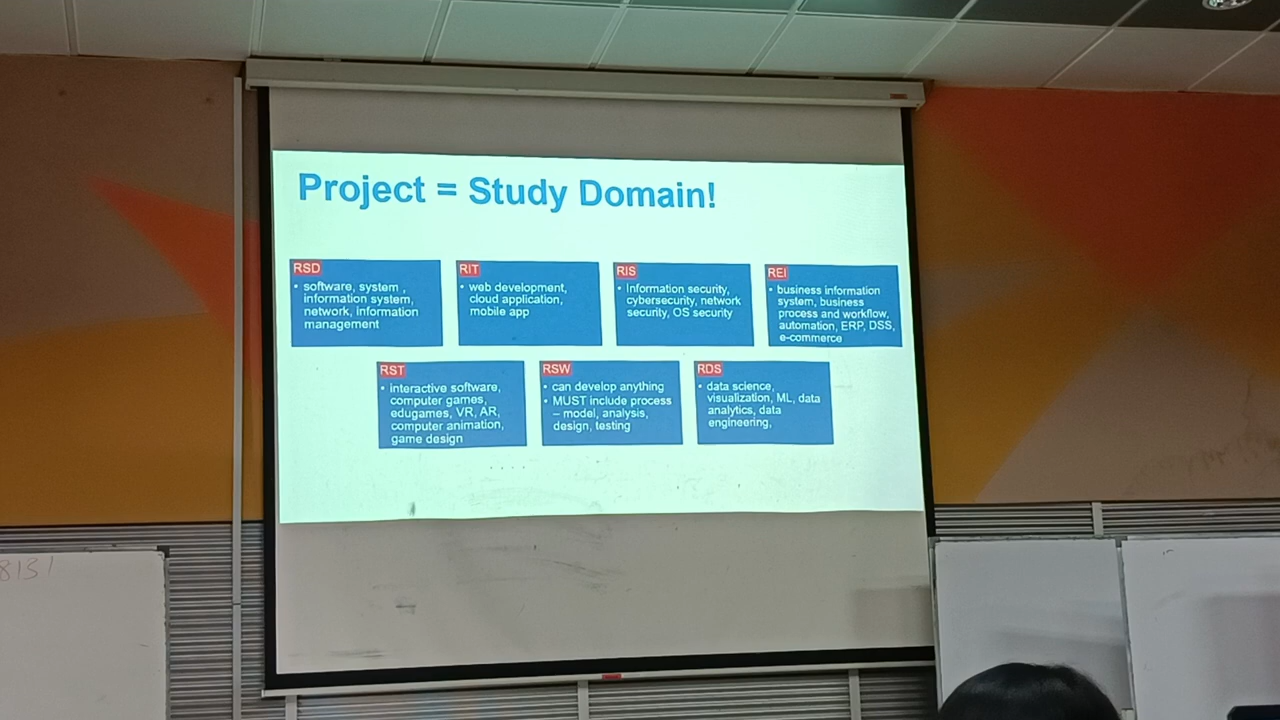 Project = Study Domain!
RSD
• software, system ,
information system,
network, information
management
RIT
• web development,
cloud application,
mobile app
RIS
• Information security,
cybersecurity, network
security, OS security
REI
• business information
system, business
process and workflow,
automation, ERP, DSS,
e-commerce
RST
• interactive software,
computer games,
edugames, VR, AR,
computer animation,
game design
RSW
• can develop anything
• MUST include process
– model, analysis,
design, testing
RDS
• data science,
visualization, ML, data
analytics, data
engineering,